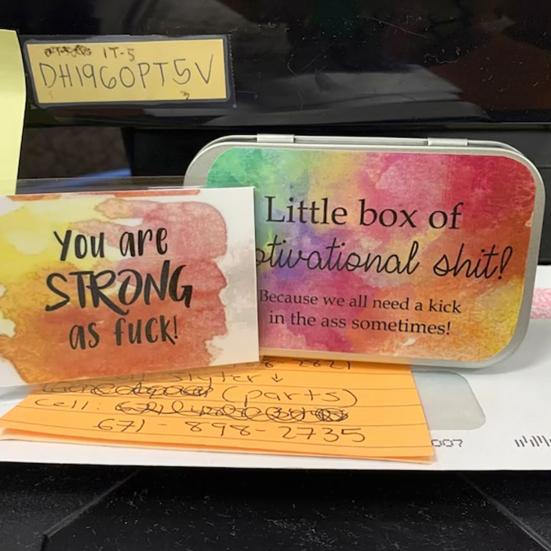 IT-5
DH196OPT5V
you are
STRONG
as fuck!
Little box of
otivational shit!
Because we all need a kick
in the ass sometimes!
(parts)
Cell:
671-898-2735
007